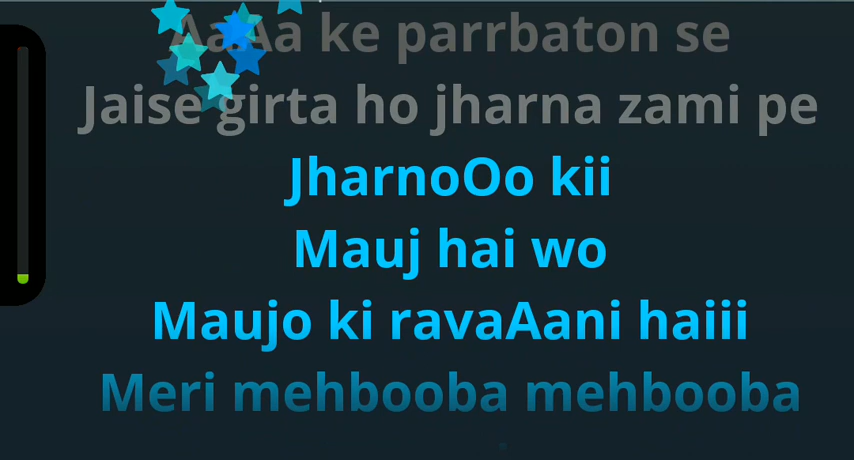 AaAa ke parrbaton se
Jaise girta ho jharna zami pe
JharnoOo kii
Mauj hai wo
Maujo ki ravaAani haiii
Meri mehbooba mehbooba